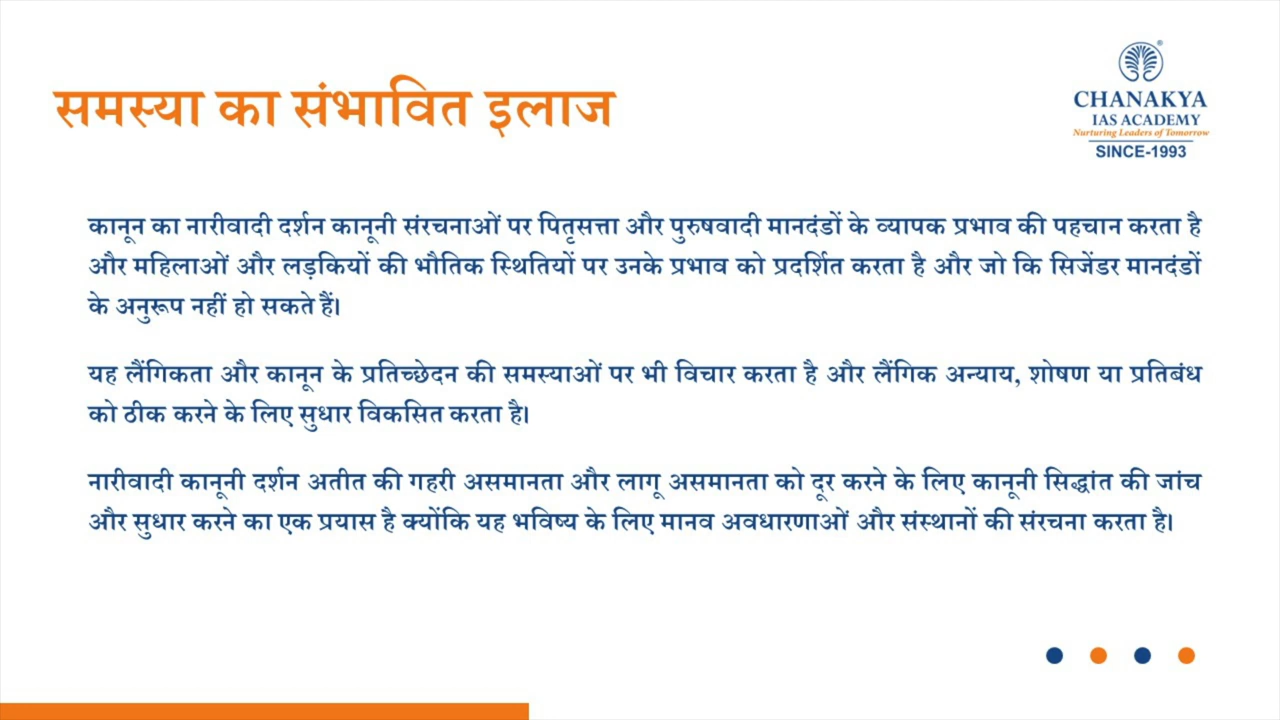 समस्या का संभावित इलाज
®
CHANAKYA
IAS ACADEMY
Nurturing Leaders of Tomorrow
SINCE-1993
कानून का नारीवादी दर्शन कानूनी संरचनाओं पर पितृसत्ता और पुरुषवादी मानदंडों के व्यापक प्रभाव की पहचान करता है
और महिलाओं और लड़कियों की भौतिक स्थितियों पर उनके प्रभाव को प्रदर्शित करता है और जो कि सिजेंडर मानदंडों
के अनुरूप नहीं हो सकते हैं।
यह लैंगिकता और कानून के प्रतिच्छेदन की समस्याओं पर भी विचार करता है और लैंगिक अन्याय, शोषण या प्रतिबंध
को ठीक करने के लिए सुधार विकसित करता है।
नारीवादी कानूनी दर्शन अतीत की गहरी असमानता और लागू असमानता को दूर करने के लिए कानूनी सिद्धांत की जांच
और सुधार करने का एक प्रयास है क्योंकि यह भविष्य के लिए मानव अवधारणाओं और संस्थानों की संरचना करता है।